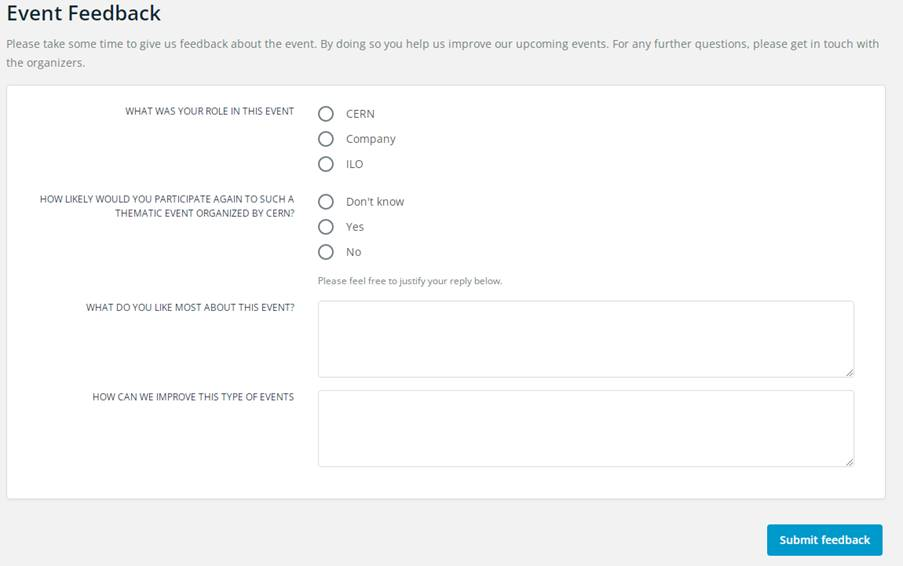 Event Feedback
Please take some time to give us feedback about the event. By doing so you help us improve our upcoming events. For any further questions, please get in touch with
the organizers.
WHAT WAS YOUR ROLE IN THIS EVENT
CERN
Company
ILO
HOW LIKELY WOULD YOU PARTICIPATE AGAIN TO SUCH A
THEMATIC EVENT ORGANIZED BY CERN?
Don't know
Yes
No
Please feel free to justify your reply below.
WHAT DO YOU LIKE MOST ABOUT THIS EVENT?
HOW CAN WE IMPROVE THIS TYPE OF EVENTS
Submit feedback